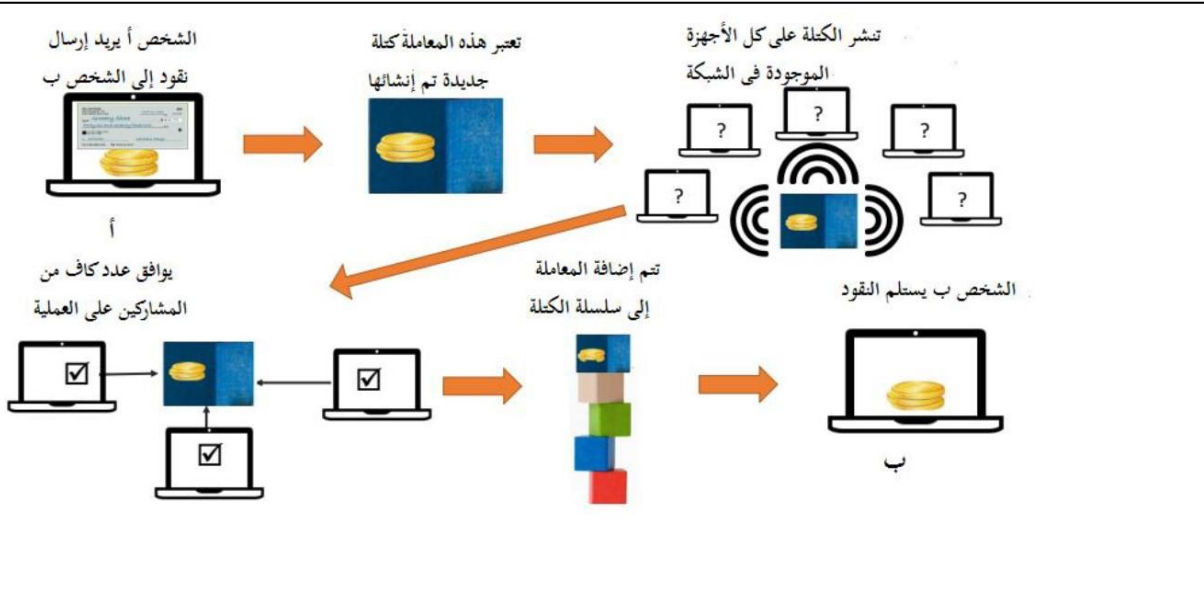 الشخص أ يريد إرسال
نقود إلى الشخص ب
تعتبر هذه المعاملة كتلة
جديدة تم إنشائها
تنشر الكتلة على كل الأجهزة
الموجودة في الشبكة
?
?
?
?
?
أ
يوافق عدد كاف من
المشاركين على العملية
تتم إضافة المعاملة
إلى سلسلة الكتلة
الشخص ب يستلم النقود
ب